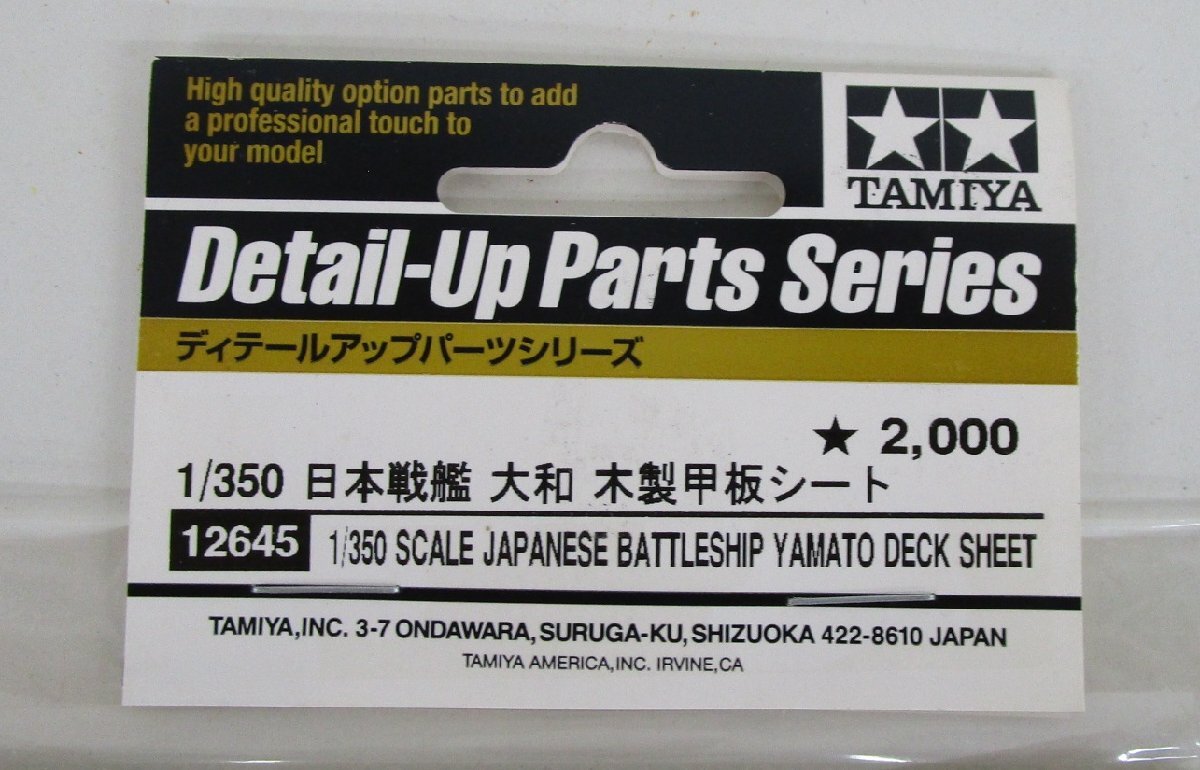 High quality option parts to add
a professional touch to
your model
TAMIYA
Detail-Up Parts Series
ディテールアップパーツシリーズ
★ 2,000
1/350 日本戦艦 大和 木製甲板シート
12645 1/350 SCALE JAPANESE BATTLESHIP YAMATO DECK SHEET
TAMIYA,INC. 3-7 ONDAWARA, SURUGA-KU, SHIZUOKA 422-8610 JAPAN
TAMIYA AMERICA,INC. IRVINE,CA